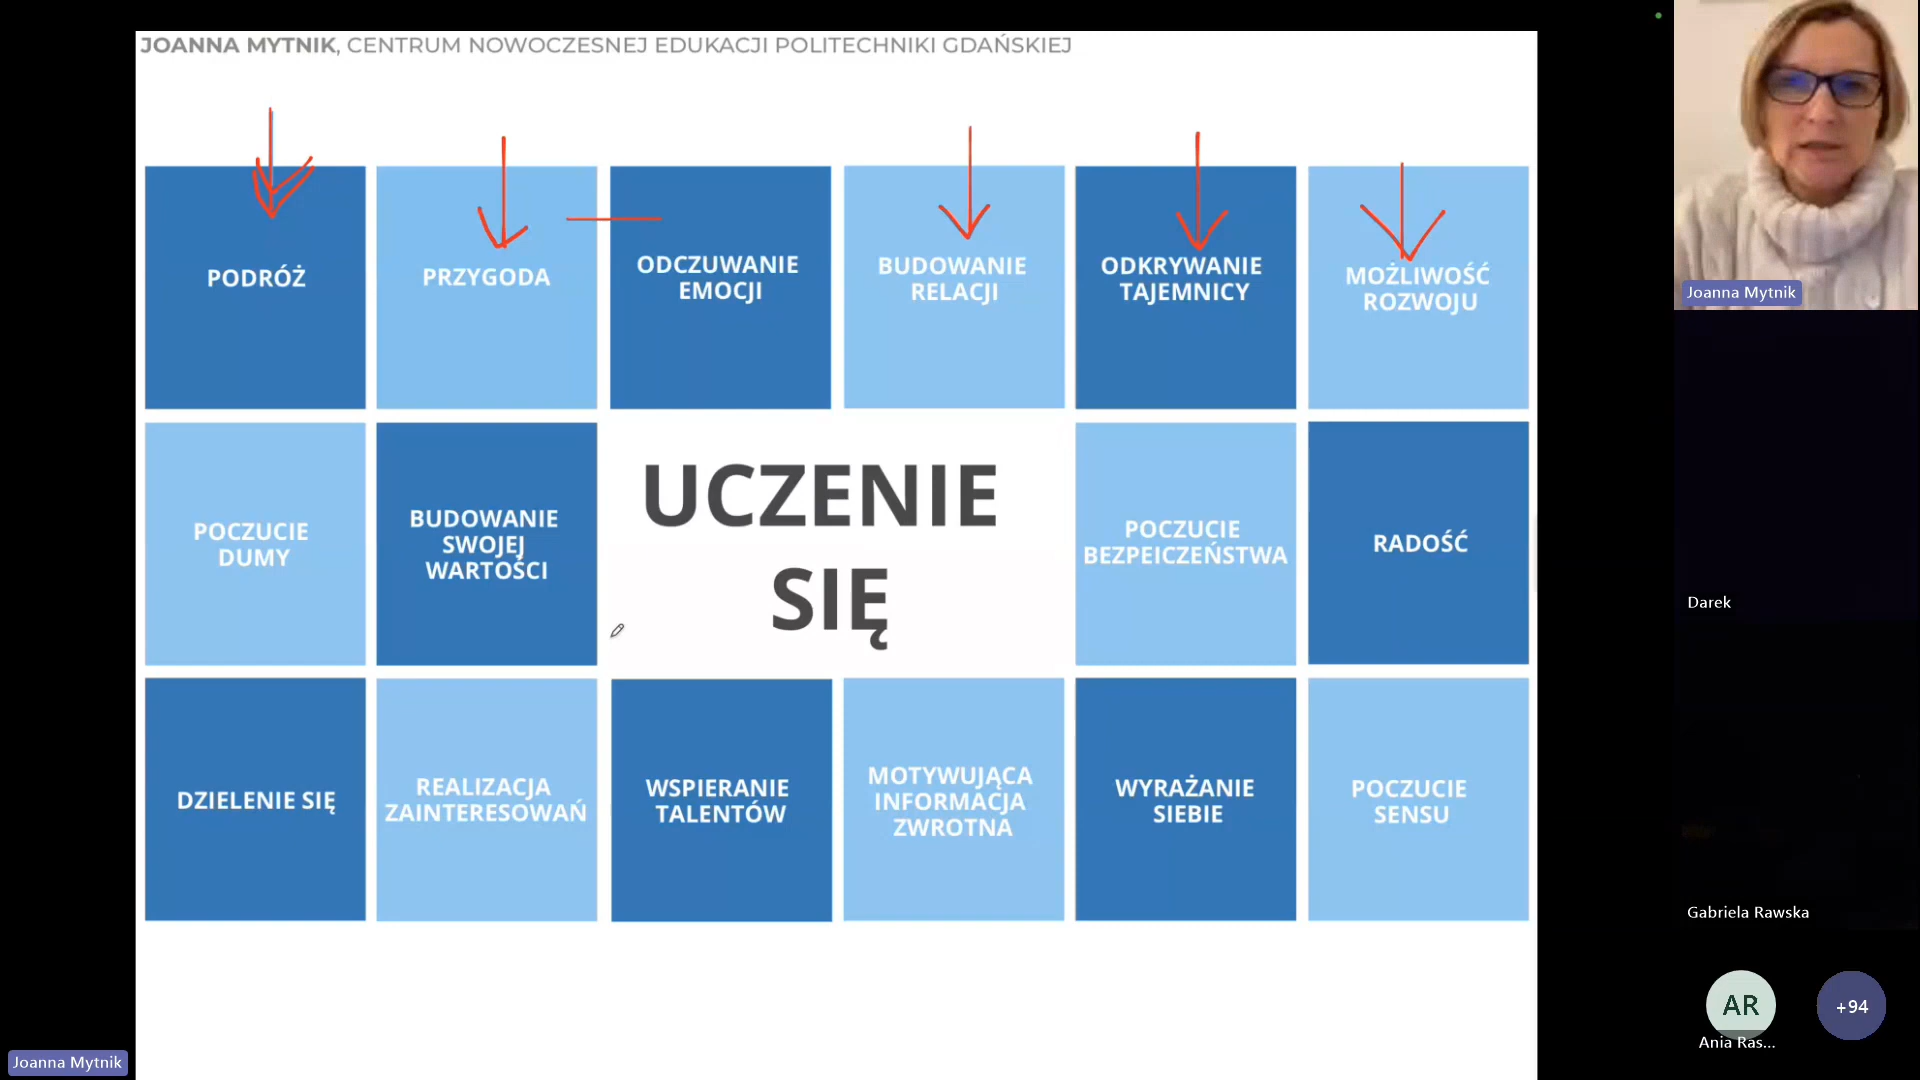 JOANNA MYTNIK, CENTRUM NOWOCZESNEJ EDUKACJI POLITECHNIKI GDAŃSKIEJ
PODRÓŻ
PRZYGODA
ODCZUWANIE
EMOCJI
BUDOWANIE
RELACJI
ODKRYWANIE
TAJEMNICY
MOŻLIWOŚĆ
ROZWOJU
POCZUCIE
DUMY
BUDOWANIE
SWOJEJ
WARTOŚCI
UCZENIE
SIĘ
POCZUCIE
BEZPEICZEŃSTWA
RADOŚĆ
DZIELENIE SIĘ
REALIZACJA
ZAINTERESOWAŃ
WSPIERANIE
TALENTÓW
MOTYWUJĄCA
INFORMACJA
ZWROTNA
WYRAŻANIE
SIEBIE
POCZUCIE
SENSU
Joanna Mytnik
Darek
Gabriela Rawska
AR
+94
Ania Ras...
Joanna Mytnik